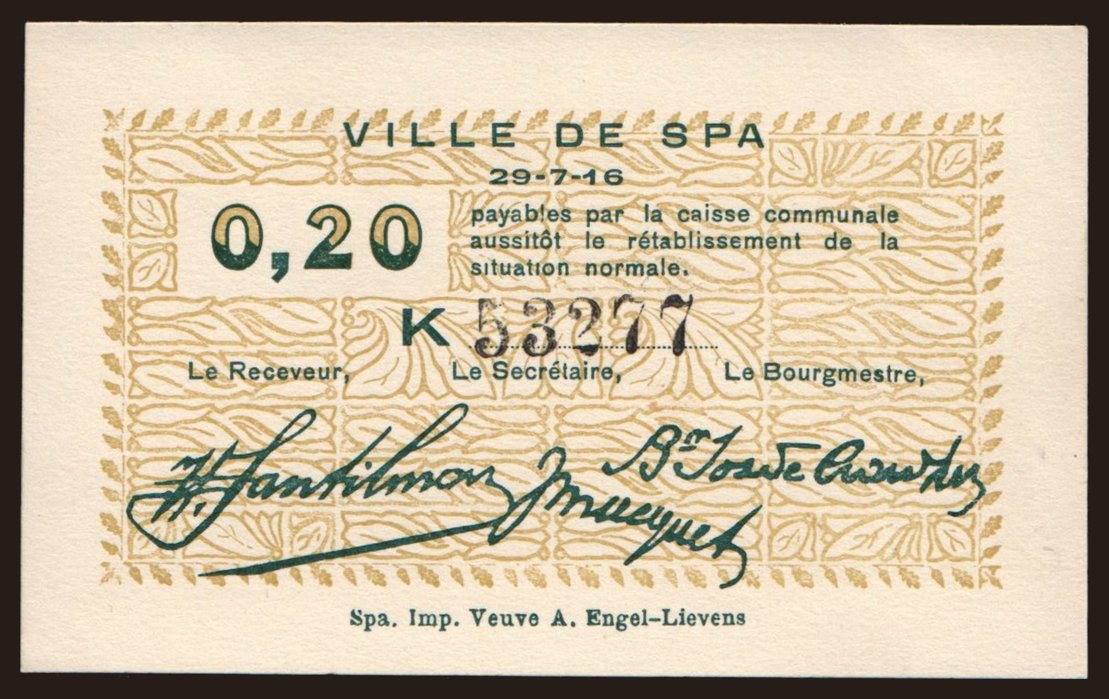 VILLE DE SPA
29-7-16
0,20
payables par la caisse communale
aussitôt le rétablissement de la
situation normale.
K 53277
Le Receveur, Le Secrétaire, Le Bourgmestre,
Spa. Imp. Veuve A. Engel-Lievens